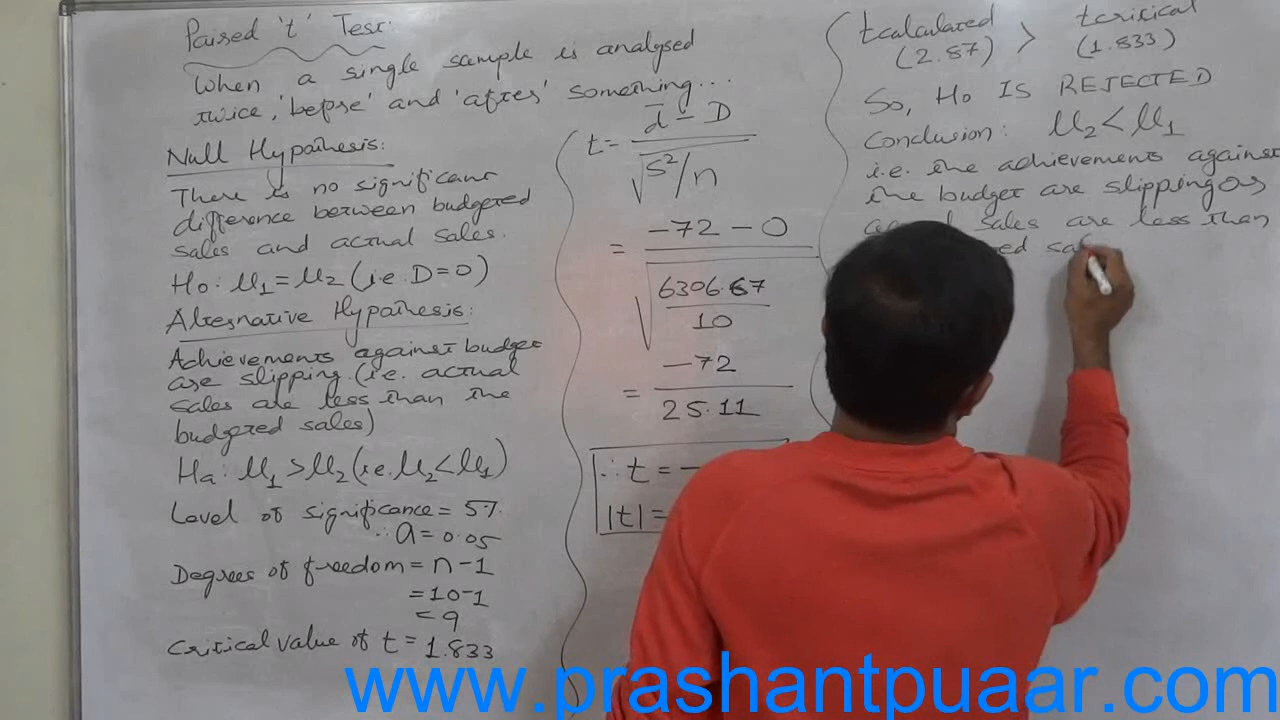 Paired 't' Test:
When a single sample is analysed
twice, 'before' and 'after' something...
Null Hypothesis:
There is no significant
difference between budgeted
sales and actual sales.
H0: μ1 = μ2 (i.e. D = 0)
Alternative Hypothesis:
Achievements against budget
are slipping (i.e. actual
sales are less than the
budgeted sales)
Ha: μ1 > μ2 (i.e. μ2 < μ1)
Level of significance = 5%
∴ α = 0.05
Degrees of freedom = n - 1
= 10 - 1
= 9
Critical value of t = 1.833
t = d̄ - D
√s²/n
= -72 - 0
√6306.67
10
= -72
25.11
∴ t = -
|t| =
tcalculated > tcritical
(2.87) (1.833)
So, H0 IS REJECTED
Conclusion: μ2 < μ1
i.e. the achievements against
the budget are slipping or
sales are less than
www.prashantpuaar.com